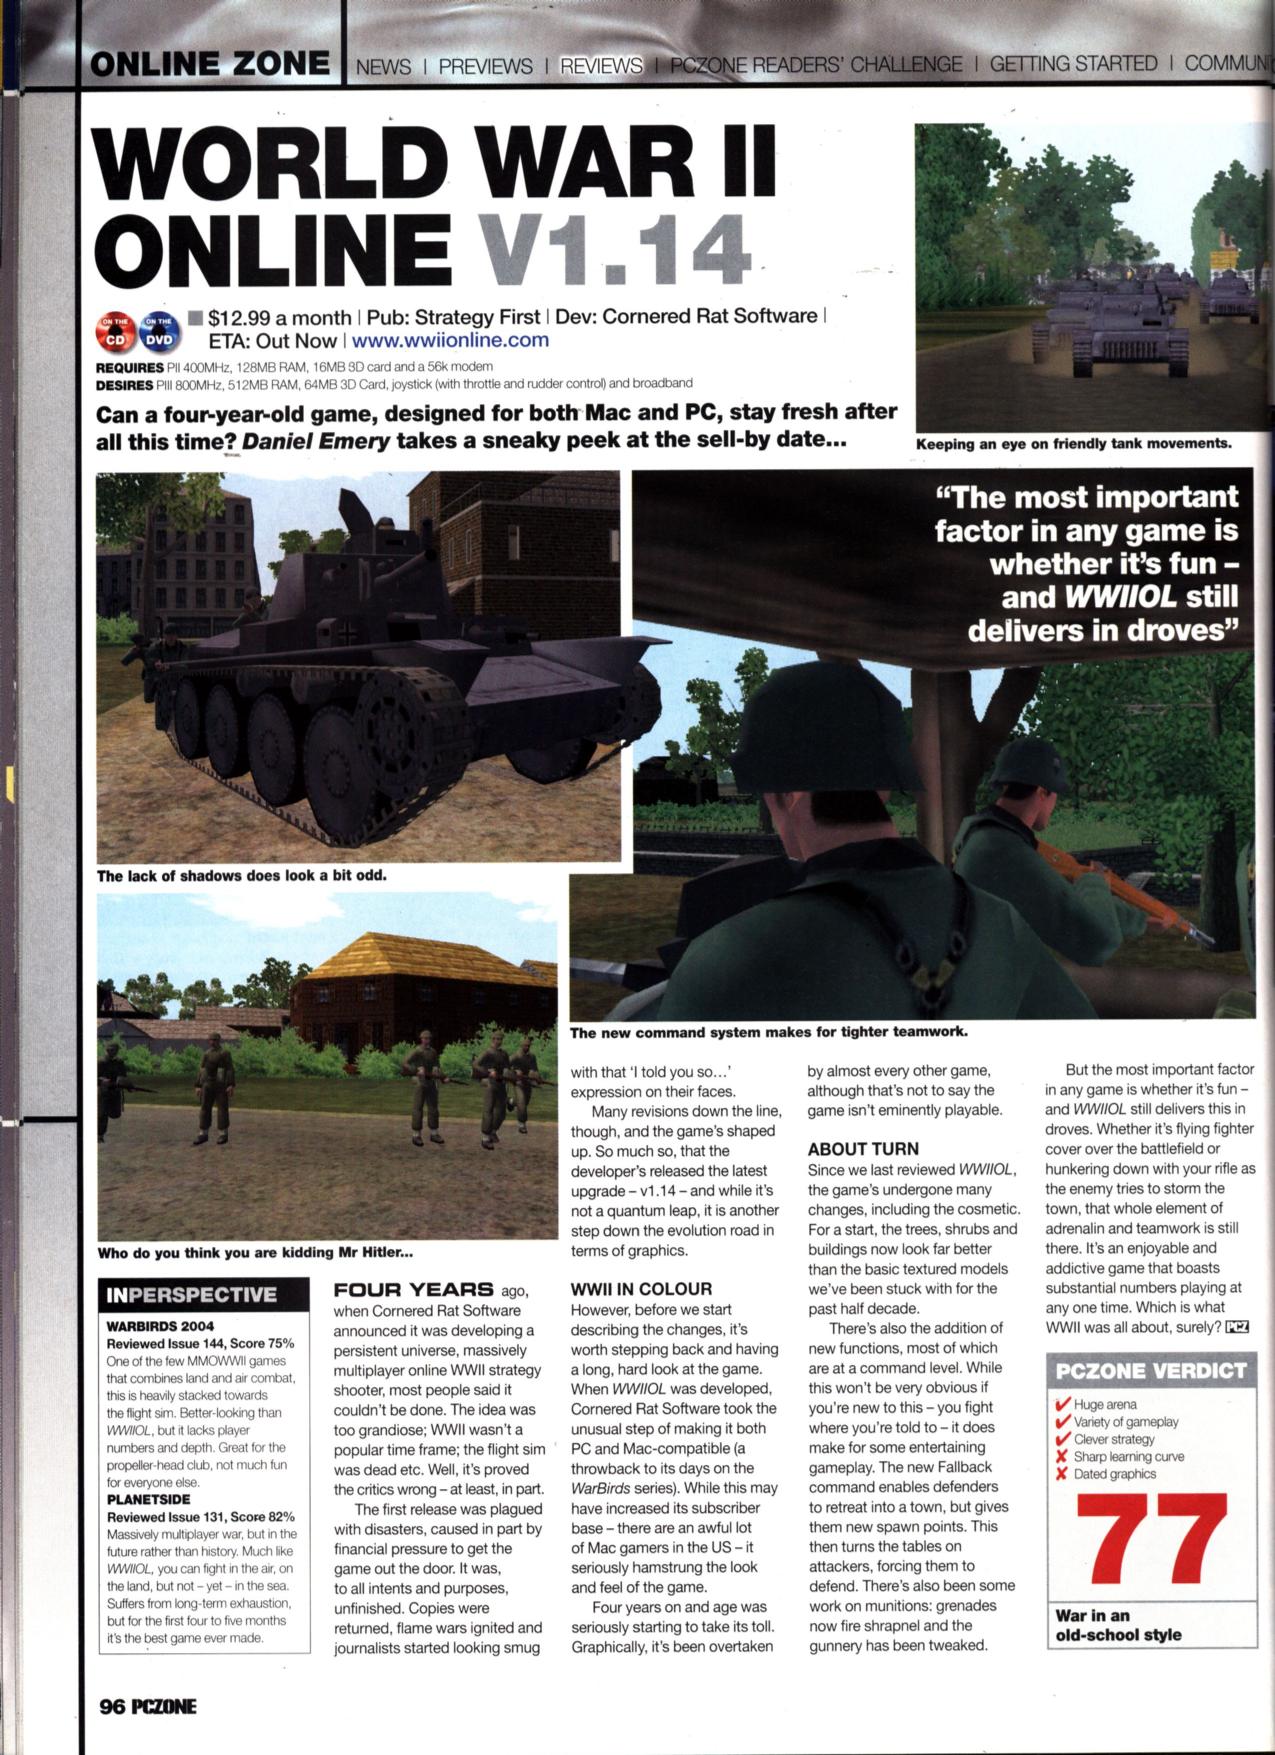 ONLINE ZONE
NEWS | PREVIEWS | REVIEWS | PCZONE READERS' CHALLENGE | GETTING STARTED |
WORLD WAR II
ONLINE V1.14
ON THE CD
ON THE DVD
$12.99 a month | Pub: Strategy First | Dev: Cornered Rat Software |
ETA: Out Now | www.wwiionline.com
REQUIRES PII 400MHz, 128MB RAM, 16MB 3D card and a 56k modem
DESIRES PIII 800MHz, 512MB RAM, 64MB 3D Card, joystick (with throttle and rudder control) and broadband
Can a four-year-old game, designed for both Mac and PC, stay fresh after
all this time? Daniel Emery takes a sneaky peek at the sell-by date...
Keeping an eye on friendly tank movements.
“The most important
factor in any game is
whether it's fun –
and WWIIOL still
delivers in droves”
The lack of shadows does look a bit odd.
The new command system makes for tighter teamwork.
Who do you think you are kidding Mr Hitler...
INPERSPECTIVE
WARBIRDS 2004
Reviewed Issue 144, Score 75%
One of the few MMOWWII games
that combines land and air combat,
this is heavily stacked towards
the flight sim. Better-looking than
WWIIOL, but it lacks player
numbers and depth. Great for the
propeller-head club, not much fun
for everyone else.
PLANETSIDE
Reviewed Issue 131, Score 82%
Massively multiplayer war, but in the
future rather than history. Much like
WWIIOL, you can fight in the air, on
the land, but not – yet – in the sea.
Suffers from long-term exhaustion,
but for the first four to five months
it's the best game ever made.
FOUR YEARS ago,
when Cornered Rat Software
announced it was developing a
persistent universe, massively
multiplayer online WWII strategy
shooter, most people said it
couldn't be done. The idea was
too grandiose; WWII wasn't a
popular time frame; the flight sim
was dead etc. Well, it's proved
the critics wrong – at least, in part.
The first release was plagued
with disasters, caused in part by
financial pressure to get the
game out the door. It was,
to all intents and purposes,
unfinished. Copies were
returned, flame wars ignited and
journalists started looking smug
with that 'I told you so...'
expression on their faces.
Many revisions down the line,
though, and the game's shaped
up. So much so, that the
developer's released the latest
upgrade – v1.14 – and while it's
not a quantum leap, it is another
step down the evolution road in
terms of graphics.
WWII IN COLOUR
However, before we start
describing the changes, it's
worth stepping back and having
a long, hard look at the game.
When WWIIOL was developed,
Cornered Rat Software took the
unusual step of making it both
PC and Mac-compatible (a
throwback to its days on the
WarBirds series). While this may
have increased its subscriber
base – there are an awful lot
of Mac gamers in the US – it
seriously hamstrung the look
and feel of the game.
Four years on and age was
seriously starting to take its toll.
Graphically, it's been overtaken
by almost every other game,
although that's not to say the
game isn't eminently playable.
ABOUT TURN
Since we last reviewed WWIIOL,
the game's undergone many
changes, including the cosmetic.
For a start, the trees, shrubs and
buildings now look far better
than the basic textured models
we've been stuck with for the
past half decade.
There's also the addition of
new functions, most of which
are at a command level. While
this won't be very obvious if
you're new to this – you fight
where you're told to – it does
make for some entertaining
gameplay. The new Fallback
command enables defenders
to retreat into a town, but gives
them new spawn points. This
then turns the tables on
attackers, forcing them to
defend. There's also been some
work on munitions: grenades
now fire shrapnel and the
gunnery has been tweaked.
But the most important factor
in any game is whether it's fun –
and WWIIOL still delivers this in
droves. Whether it's flying fighter
cover over the battlefield or
hunkering down with your rifle as
the enemy tries to storm the
town, that whole element of
adrenalin and teamwork is still
there. It's an enjoyable and
addictive game that boasts
substantial numbers playing at
any one time. Which is what
WWII was all about, surely? PCZ
PCZONE VERDICT
Huge arena
Variety of gameplay
Clever strategy
Sharp learning curve
Dated graphics
77
War in an
old-school style
96 PCZONE